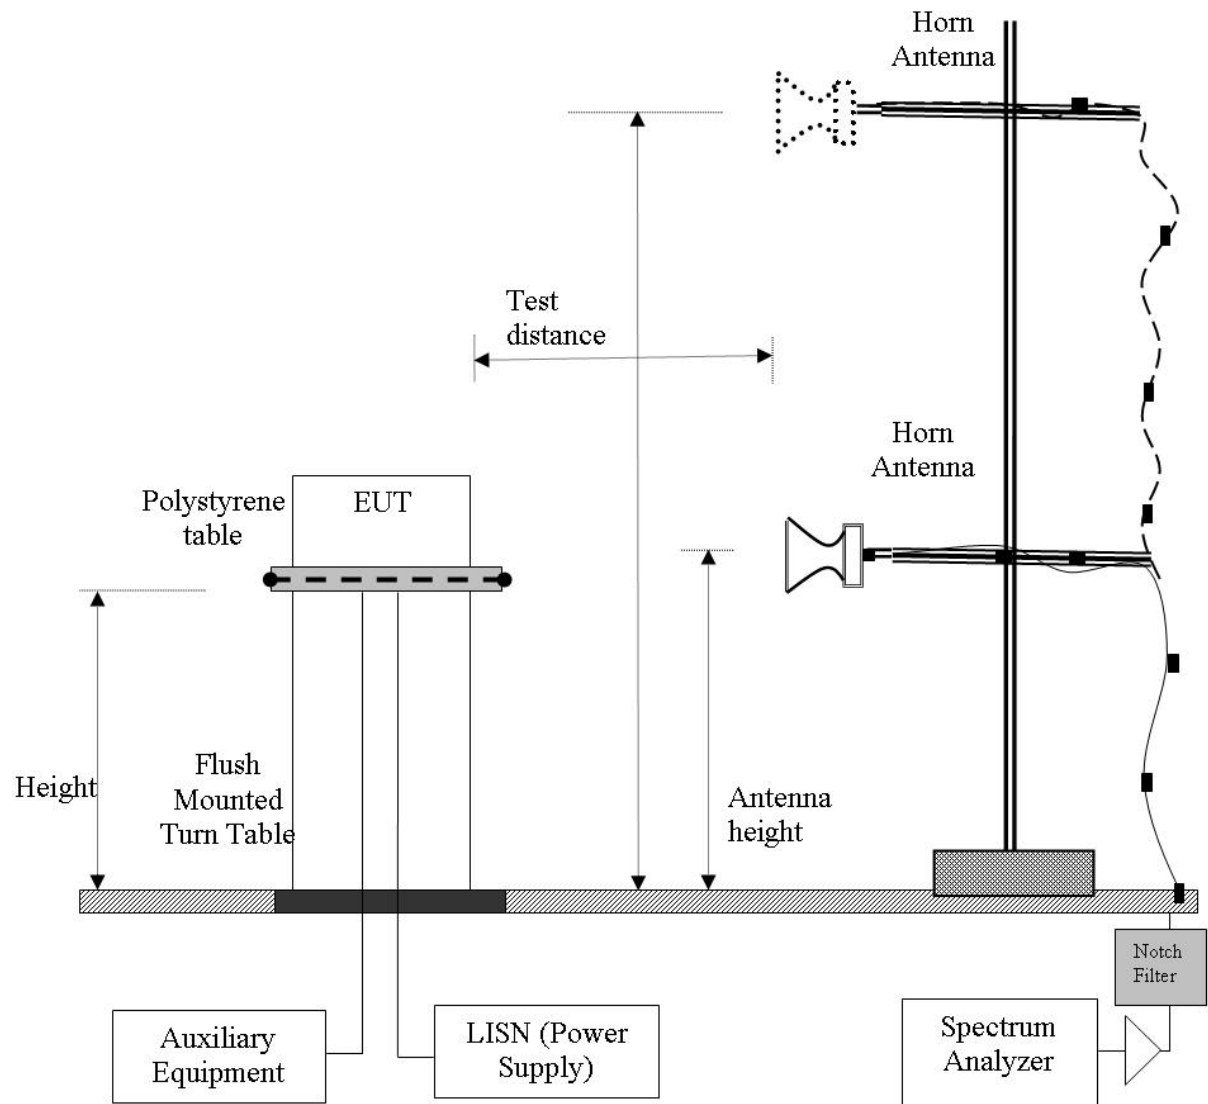 Horn
Antenna
Test
distance
Horn
Antenna
Polystyrene
table
EUT
Height
Flush
Mounted
Turn Table
Antenna
height
Notch
Filter
Auxiliary
Equipment
LISN (Power
Supply)
Spectrum
Analyzer